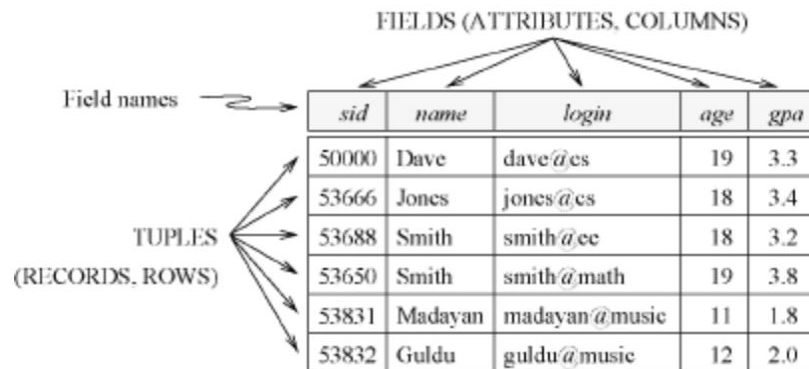 FIELDS (ATTRIBUTES, COLUMNS)
Field names
sid name login age gpa
50000 Dave dave@cs 19 3.3
53666 Jones jones@cs 18 3.4
TUPLES
53688 Smith smith@ee 18 3.2
(RECORDS, ROWS)
53650 Smith smith@math 19 3.8
53831 Madayan madayan@music 11 1.8
53832 Guldu guldu@music 12 2.0